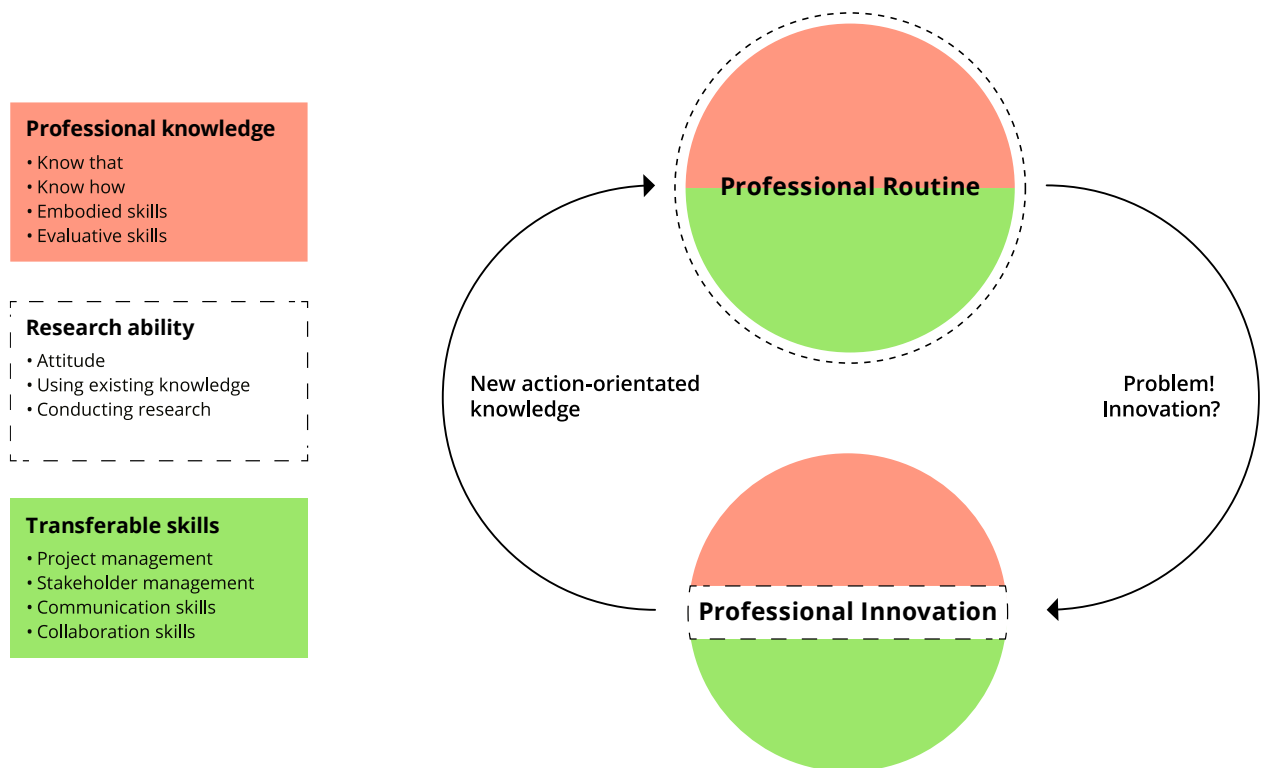 Professional knowledge
• Know that
• Know how
• Embodied skills
• Evaluative skills
Research ability
• Attitude
• Using existing knowledge
• Conducting research
Transferable skills
• Project management
• Stakeholder management
• Communication skills
• Collaboration skills
Professional Routine
New action-orientated
knowledge
Problem!
Innovation?
Professional Innovation